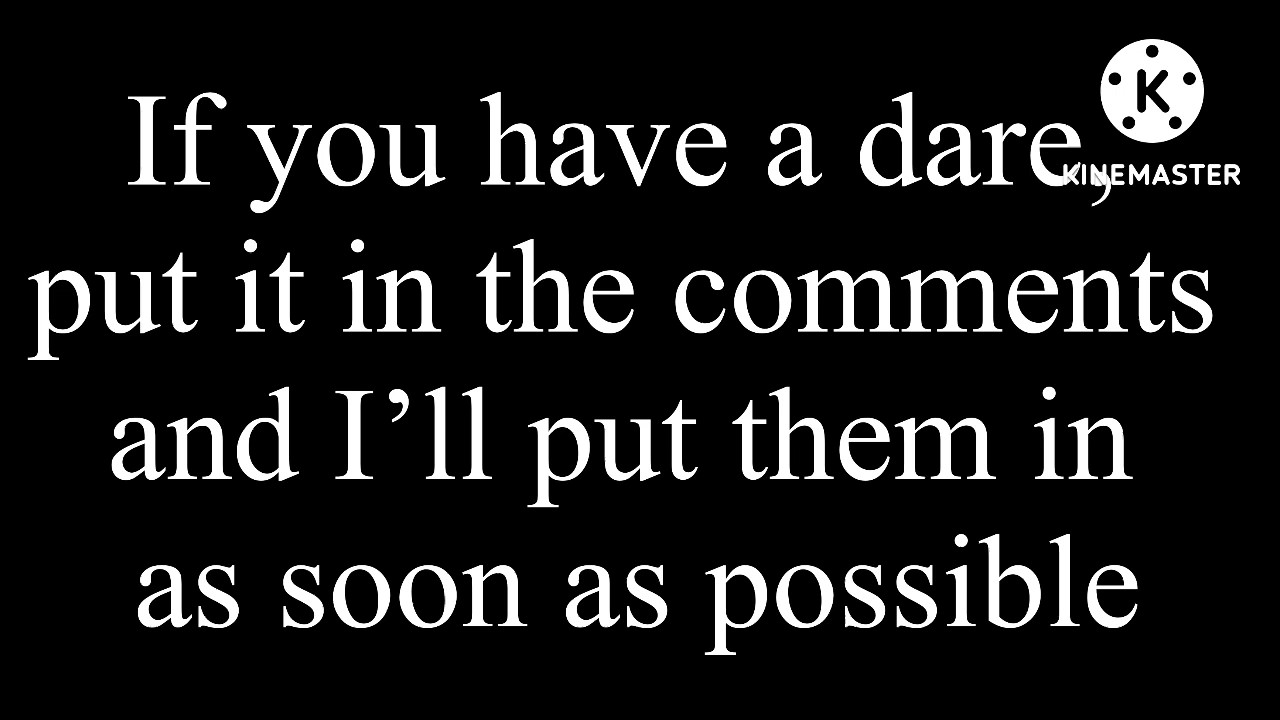 If you have a dare,
KINEMASTER
put it in the comments
and I’ll put them in
as soon as possible